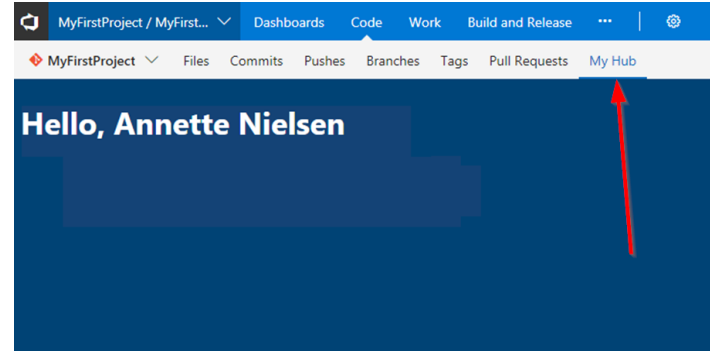 MyFirstProject / MyFirst... Dashboards Code Work Build and Release ...
MyFirstProject Files Commits Pushes Branches Tags Pull Requests My Hub
Hello, Annette Nielsen